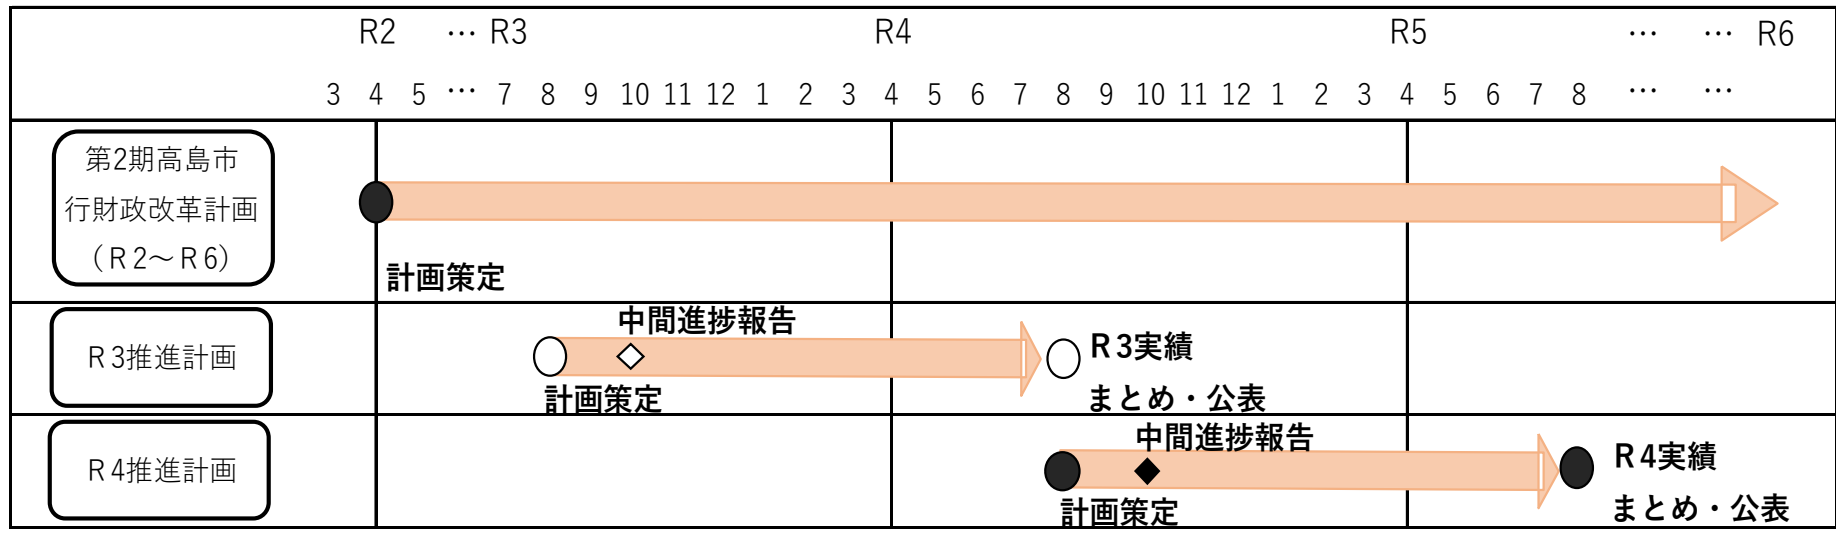 R2 … R3 R4 R5 … … R6
3 4 5 … 7 8 9 10 11 12 1 2 3 4 5 6 7 8 9 10 11 12 1 2 3 4 5 6 7 8 … …
第2期高島市
行財政改革計画
（Ｒ2～Ｒ6）
計画策定
Ｒ3推進計画
中間進捗報告
計画策定
Ｒ3実績
まとめ・公表
Ｒ4推進計画
中間進捗報告
計画策定
Ｒ4実績
まとめ・公表